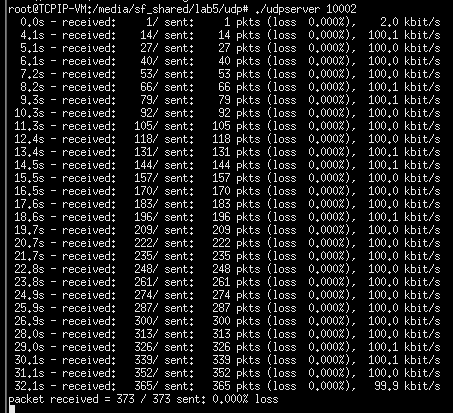 root@TCPIP-VM:/media/sf_shared/lab5/udp# ./udpserver 10002
0.0s - received: 1/ sent: 1 pkts (loss 0.000%), 2.0 kbit/s
4.1s - received: 14/ sent: 14 pkts (loss 0.000%), 100.1 kbit/s
5.1s - received: 27/ sent: 27 pkts (loss 0.000%), 100.0 kbit/s
6.1s - received: 40/ sent: 40 pkts (loss 0.000%), 100.0 kbit/s
7.2s - received: 53/ sent: 53 pkts (loss 0.000%), 100.0 kbit/s
8.2s - received: 66/ sent: 66 pkts (loss 0.000%), 100.1 kbit/s
9.3s - received: 79/ sent: 79 pkts (loss 0.000%), 100.1 kbit/s
10.3s - received: 92/ sent: 92 pkts (loss 0.000%), 100.0 kbit/s
11.3s - received: 105/ sent: 105 pkts (loss 0.000%), 100.0 kbit/s
12.4s - received: 118/ sent: 118 pkts (loss 0.000%), 100.0 kbit/s
13.4s - received: 131/ sent: 131 pkts (loss 0.000%), 100.1 kbit/s
14.5s - received: 144/ sent: 144 pkts (loss 0.000%), 100.1 kbit/s
15.5s - received: 157/ sent: 157 pkts (loss 0.000%), 100.0 kbit/s
16.5s - received: 170/ sent: 170 pkts (loss 0.000%), 100.0 kbit/s
17.6s - received: 183/ sent: 183 pkts (loss 0.000%), 100.0 kbit/s
18.6s - received: 196/ sent: 196 pkts (loss 0.000%), 100.1 kbit/s
19.7s - received: 209/ sent: 209 pkts (loss 0.000%), 100.0 kbit/s
20.7s - received: 222/ sent: 222 pkts (loss 0.000%), 100.0 kbit/s
21.7s - received: 235/ sent: 235 pkts (loss 0.000%), 100.0 kbit/s
22.8s - received: 248/ sent: 248 pkts (loss 0.000%), 100.0 kbit/s
23.8s - received: 261/ sent: 261 pkts (loss 0.000%), 100.0 kbit/s
24.9s - received: 274/ sent: 274 pkts (loss 0.000%), 100.0 kbit/s
25.9s - received: 287/ sent: 287 pkts (loss 0.000%), 100.1 kbit/s
26.9s - received: 300/ sent: 300 pkts (loss 0.000%), 100.0 kbit/s
28.0s - received: 313/ sent: 313 pkts (loss 0.000%), 100.0 kbit/s
29.0s - received: 326/ sent: 326 pkts (loss 0.000%), 100.1 kbit/s
30.1s - received: 339/ sent: 339 pkts (loss 0.000%), 100.1 kbit/s
31.1s - received: 352/ sent: 352 pkts (loss 0.000%), 100.0 kbit/s
32.1s - received: 365/ sent: 365 pkts (loss 0.000%), 99.9 kbit/s
packet received = 373 / 373 sent: 0.000% loss